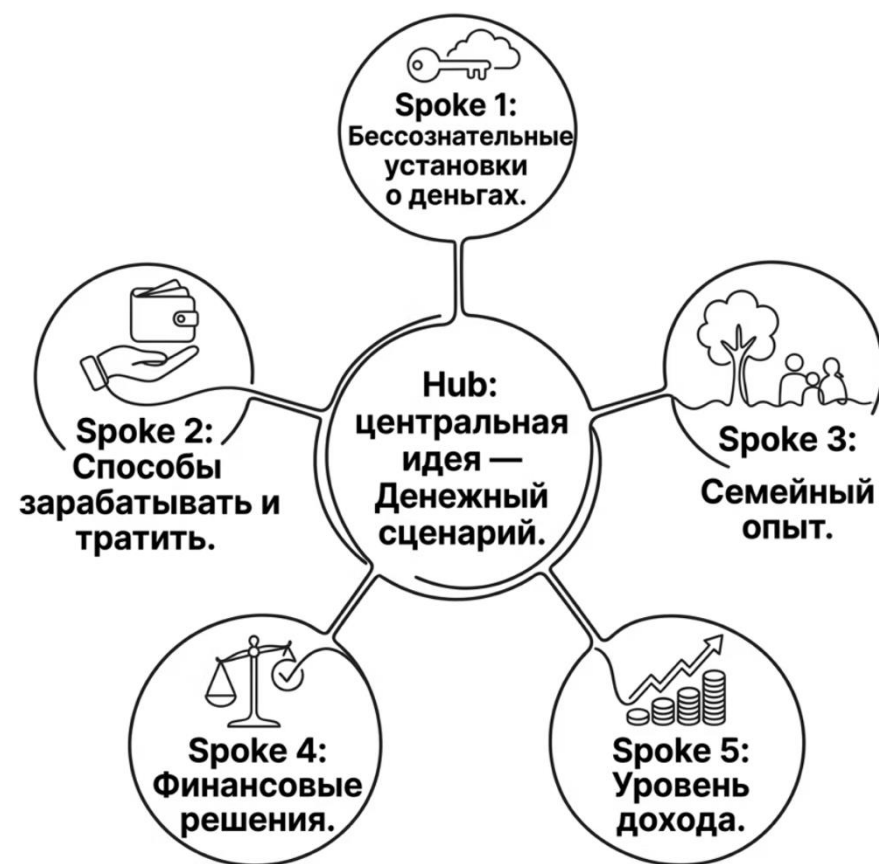 Spoke 1:
Бессознательные
установки
о деньгах.
Hub:
центральная
идея —
Денежный
сценарий.
Spoke 2:
Способы
зарабатывать и
тратить.
Spoke 3:
Семейный
опыт.
Spoke 4:
Финансовые
решения.
Spoke 5:
Уровень
дохода.